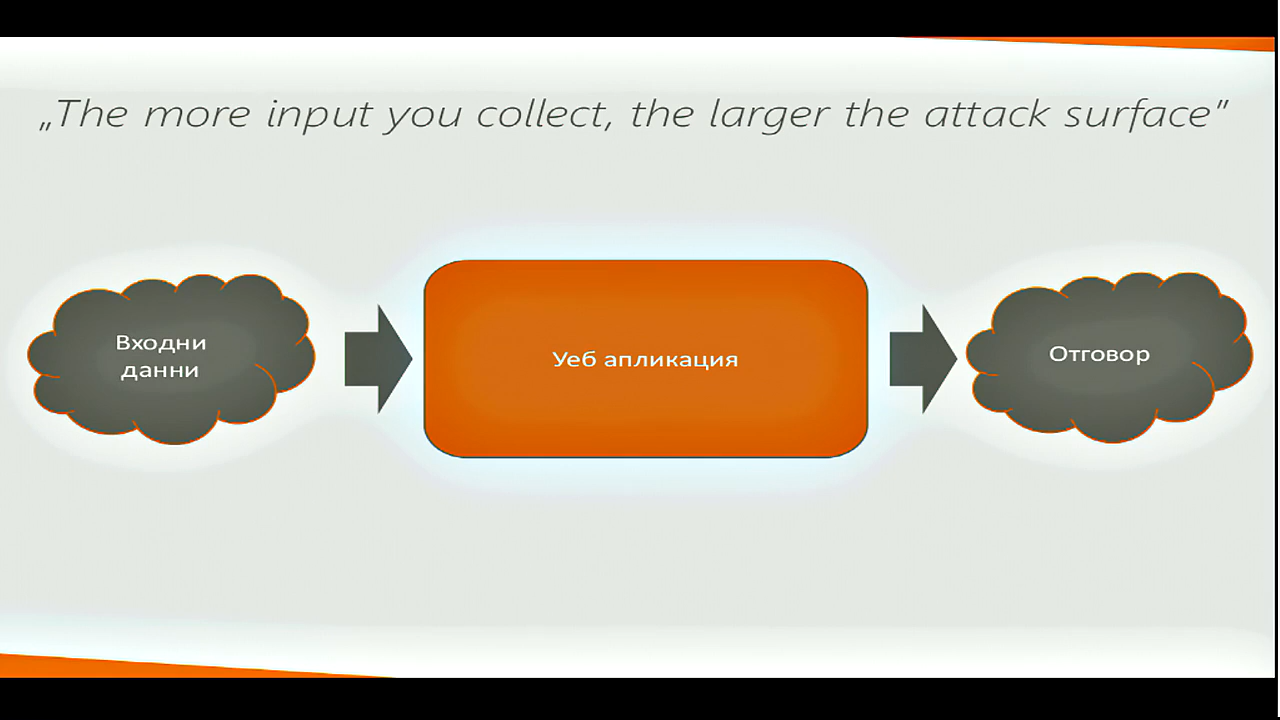 „The more input you collect, the larger the attack surface”
Входни
данни
Уеб апликация
Отговор